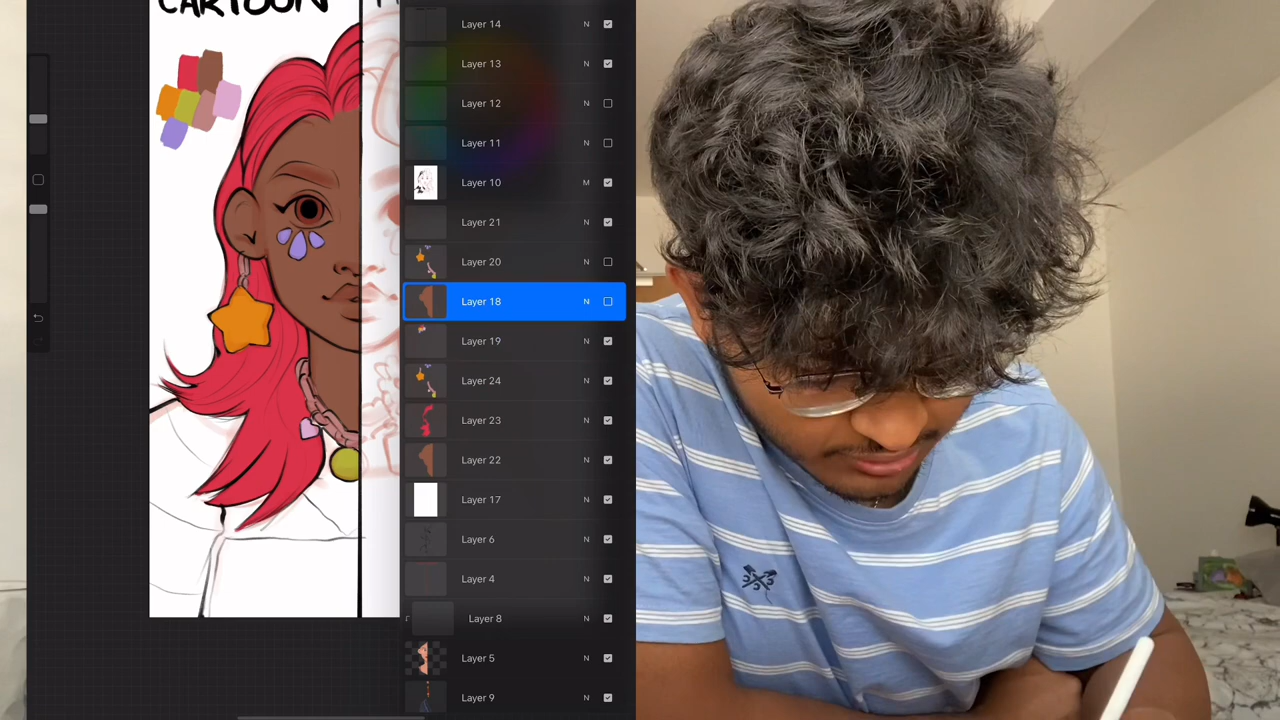 CARTOON
Layer 14 N
Layer 13 N
Layer 12 N
Layer 11 N
Layer 10 M
Layer 21 N
Layer 20 N
Layer 18 N
Layer 19 N
Layer 24 N
Layer 23 N
Layer 22 N
Layer 17 N
Layer 6 N
Layer 4 N
Layer 8 N
Layer 5 N
Layer 9 N